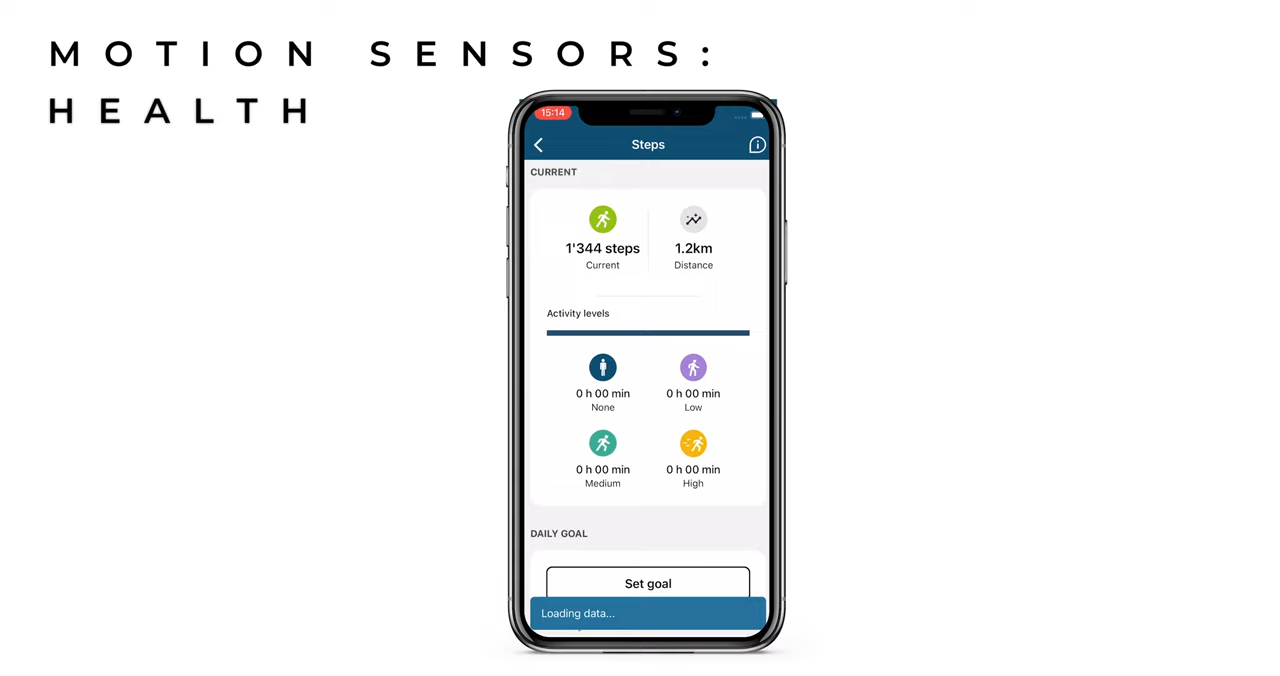 MOTION SENSORS:
HEALTH
15:14
Steps
CURRENT
1'344 steps
1.2km
Current
Distance
Activity levels
0 h 00 min
0 h 00 min
None
Low
0 h 00 min
0 h 00 min
Medium
High
DAILY GOAL
Set goal
Loading data...